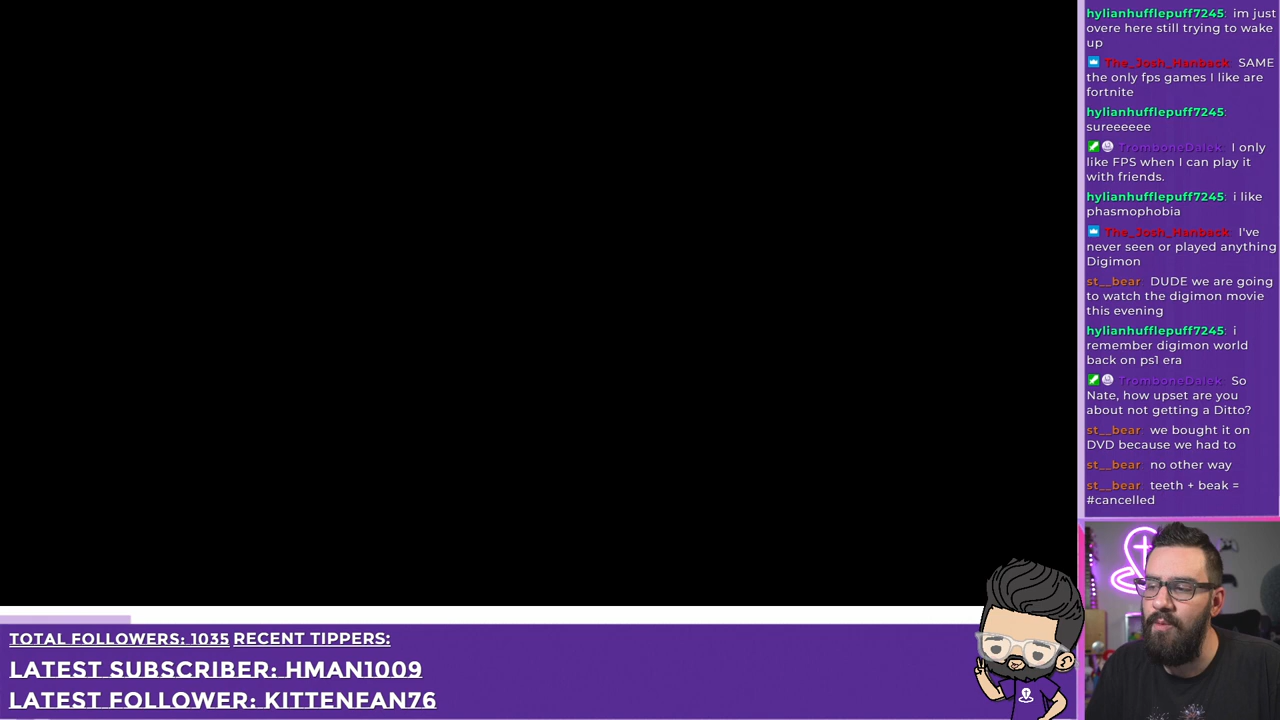 hylianhufflepuff7245: im just
overe here still trying to wake
up
The_Josh_Hanback: SAME
the only fps games I like are
fortnite
hylianhufflepuff7245:
sureeeeee
TromboneDalek: I only
like FPS when I can play it
with friends.
hylianhufflepuff7245: i like
phasmophobia
The_Josh_Hanback: I've
never seen or played anything
Digimon
st__bear: DUDE we are going
to watch the digimon movie
this evening
hylianhufflepuff7245: i
remember digimon world
back on ps1 era
TromboneDalek: So
Nate, how upset are you
about not getting a Ditto?
st__bear: we bought it on
DVD because we had to
st__bear: no other way
st__bear: teeth + beak =
#cancelled
TOTAL FOLLOWERS: 1035 RECENT TIPPERS:
LATEST SUBSCRIBER: HMAN1009
LATEST FOLLOWER: KITTENFAN76